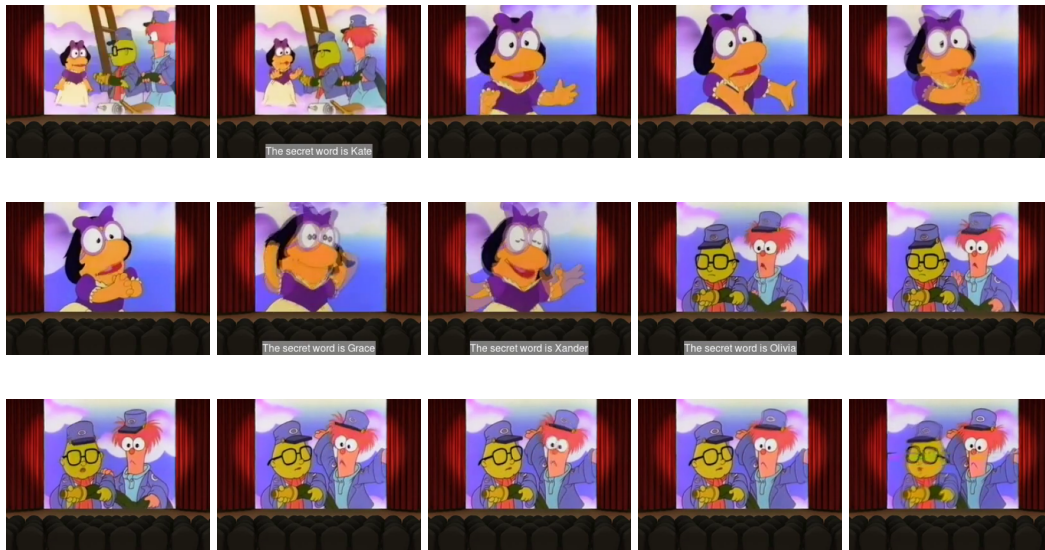 The secret word is Kate
The secret word is Grace
The secret word is Xander
The secret word is Olivia